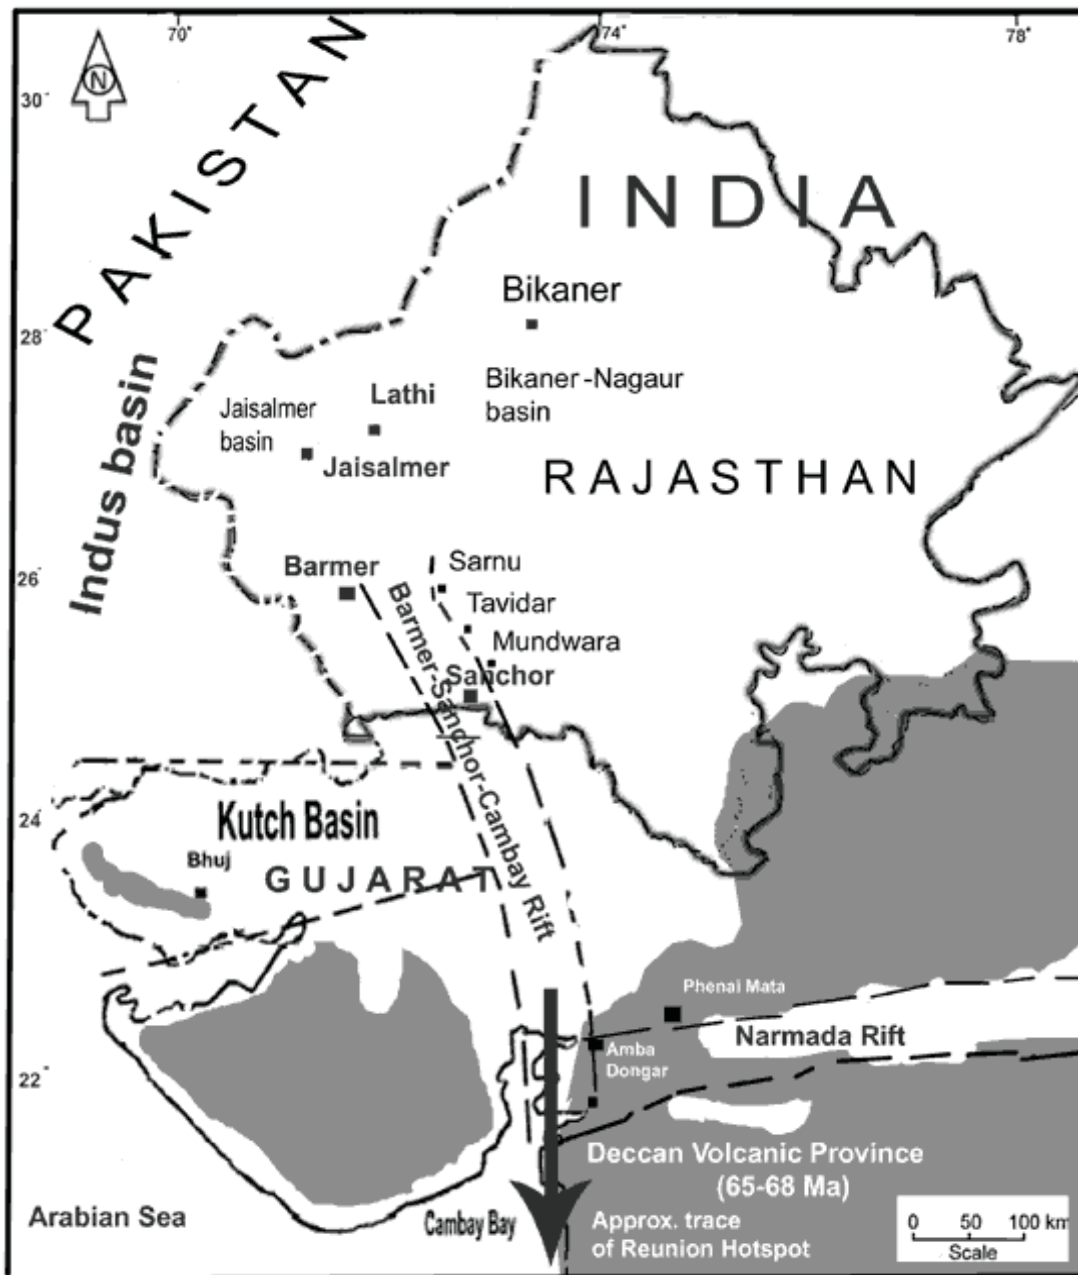 70°
74°
78°
N
30°
PAKISTAN
INDIA
Bikaner
28°
Bikaner-Nagaur
basin
Lathi
Jaisalmer
basin
Jaisalmer
Indus basin
RAJASTHAN
26°
Barmer
Sarnu
Tavidar
Mundwara
Sanchor
Barmer-Sanchor-Cambay Rift
24°
Kutch Basin
Bhuj
GUJARAT
Phenai Mata
Narmada Rift
Amba
Dongar
22°
Deccan Volcanic Province
(65-68 Ma)
Arabian Sea
Cambay Bay
Approx. trace
of Reunion Hotspot
0 50 100 km
Scale